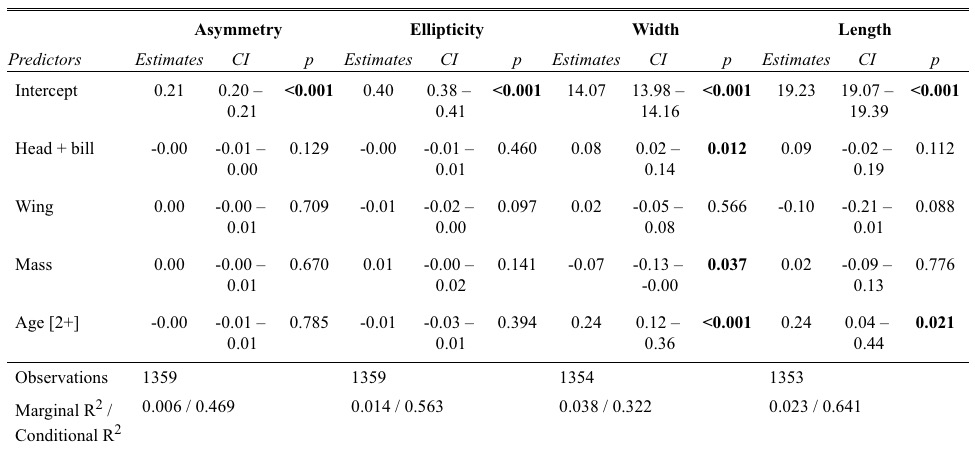 Asymmetry Ellipticity Width Length
Predictors Estimates CI p Estimates CI p Estimates CI p Estimates CI p
Intercept 0.21 0.20 – <0.001 0.40 0.38 – <0.001 14.07 13.98 – <0.001 19.23 19.07 – <0.001
0.21 0.41 14.16 19.39
Head + bill -0.00 -0.01 – 0.129 -0.00 -0.01 – 0.460 0.08 0.02 – 0.012 0.09 -0.02 – 0.112
0.00 0.01 0.14 0.19
Wing 0.00 -0.00 – 0.709 -0.01 -0.02 – 0.097 0.02 -0.05 – 0.566 -0.10 -0.21 – 0.088
0.01 0.00 0.08 0.01
Mass 0.00 -0.00 – 0.670 0.01 -0.00 – 0.141 -0.07 -0.13 – 0.037 0.02 -0.09 – 0.776
0.01 0.02 -0.00 0.13
Age [2+] -0.00 -0.01 – 0.785 -0.01 -0.03 – 0.394 0.24 0.12 – <0.001 0.24 0.04 – 0.021
0.01 0.01 0.36 0.44
Observations 1359 1359 1354 1353
Marginal R2 / 0.006 / 0.469 0.014 / 0.563 0.038 / 0.322 0.023 / 0.641
Conditional R2